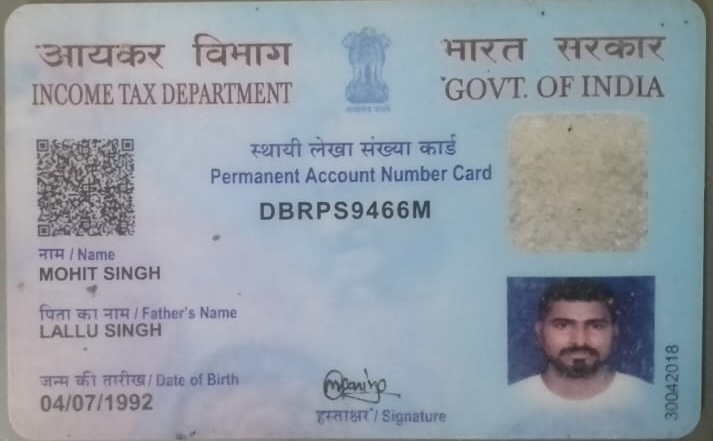 आयकर विभाग
INCOME TAX DEPARTMENT
भारत सरकार
GOVT. OF INDIA
स्थायी लेखा संख्या कार्ड
Permanent Account Number Card
DBRPS9466M
नाम / Name
MOHIT SINGH
पिता का नाम / Father's Name
LALLU SINGH
जन्म की तारीख / Date of Birth
04/07/1992
हस्ताक्षर / Signature
30042018